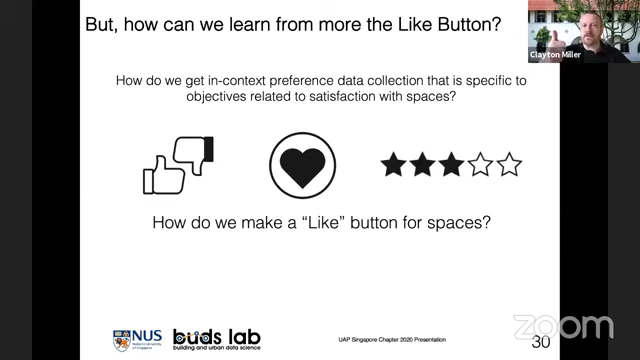 But, how can we learn from more the Like Button?
Clayton Miller
How do we get in-context preference data collection that is specific to
objectives related to satisfaction with spaces?
How do we make a “Like” button for spaces?
NUS
National University
of Singapore
buds lab
building and urban data science
UAP Singapore Chapter 2020 Presentation
30
zoom